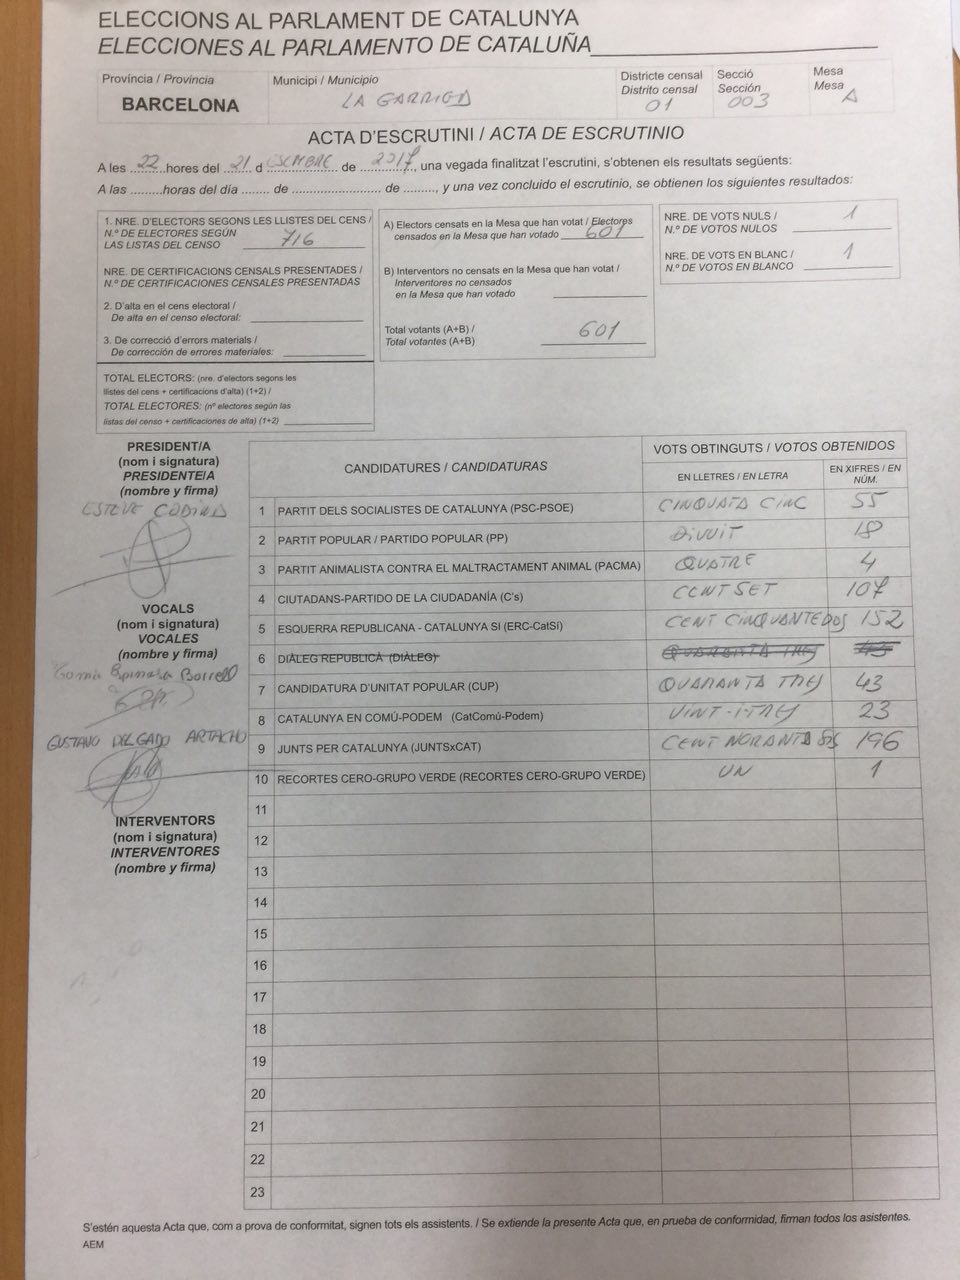 ELECCIONS AL PARLAMENT DE CATALUNYA
ELECCIONES AL PARLAMENTO DE CATALUÑA
Província / Provincia
BARCELONA
Municipi / Municipio
LA GARRIGA
Districte censal
Distrito censal
01
Secció
Sección
003
Mesa
Mesa
A
ACTA D'ESCRUTINI / ACTA DE ESCRUTINIO
A les 22 hores del 21 d ESEMBRE de 2017, una vegada finalitzat l'escrutini, s'obtenen els resultats següents:
A las .........horas del día ....... de ........................ de ........, y una vez concluido el escrutinio, se obtienen los siguientes resultados:
1. NRE. D'ELECTORS SEGONS LES LLISTES DEL CENS /
N.º DE ELECTORES SEGÚN
LAS LISTAS DEL CENSO 716
NRE. DE CERTIFICACIONS CENSALS PRESENTADES /
N.º DE CERTIFICACIONES CENSALES PRESENTADAS
2. D'alta en el cens electoral /
De alta en el censo electoral:
3. De correcció d'errors materials /
De corrección de errores materiales:
TOTAL ELECTORS: (nre. d'electors segons les
llistes del cens + certificacions d'alta) (1+2) /
TOTAL ELECTORES: (nº electores según las
listas del censo + certificaciones de alta) (1+2)
A) Electors censats en la Mesa que han votat / Electores
censados en la Mesa que han votado 601
B) Interventors no censats en la Mesa que han votat /
Interventores no censados
en la Mesa que han votado
Total votants (A+B) /
Total votantes (A+B) 601
NRE. DE VOTS NULS /
N.º DE VOTOS NULOS 1
NRE. DE VOTS EN BLANC /
N.º DE VOTOS EN BLANCO 1
PRESIDENT/A
(nom i signatura)
PRESIDENTE/A
(nombre y firma)
ESTEVE CODINA
VOCALS
(nom i signatura)
VOCALES
(nombre y firma)
Espinosa Borrell
GUSTAVO DELGADO ARTACHO
INTERVENTORS
(nom i signatura)
INTERVENTORES
(nombre y firma)
CANDIDATURES / CANDIDATURAS
VOTS OBTINGUTS / VOTOS OBTENIDOS
EN LLETRES / EN LETRA
EN XIFRES / EN
NÚM.
1 PARTIT DELS SOCIALISTES DE CATALUNYA (PSC-PSOE) CINQUATA CINC 55
2 PARTIT POPULAR / PARTIDO POPULAR (PP) DIVUIT 18
3 PARTIT ANIMALISTA CONTRA EL MALTRACTAMENT ANIMAL (PACMA) QUATRE 4
4 CIUTADANS-PARTIDO DE LA CIUDADANÍA (C's) CENT SET 107
5 ESQUERRA REPUBLICANA - CATALUNYA SI (ERC-CatSí) CENT CINQUANTEDOS 152
6 DIÀLEG REPUBLICÀ (DIÀLEG) QUARANTA TRES 43
7 CANDIDATURA D'UNITAT POPULAR (CUP) QUARANTA TRES 43
8 CATALUNYA EN COMÚ-PODEM (CatComú-Podem) VINT-I-TRES 23
9 JUNTS PER CATALUNYA (JUNTSxCAT) CENT NORANTA SIS 196
10 RECORTES CERO-GRUPO VERDE (RECORTES CERO-GRUPO VERDE) UN 1
11
12
13
14
15
16
17
18
19
20
21
22
23
S'estén aquesta Acta que, com a prova de conformitat, signen tots els assistents. / Se extiende la presente Acta que, en prueba de conformidad, firman todos los asistentes.
AEM